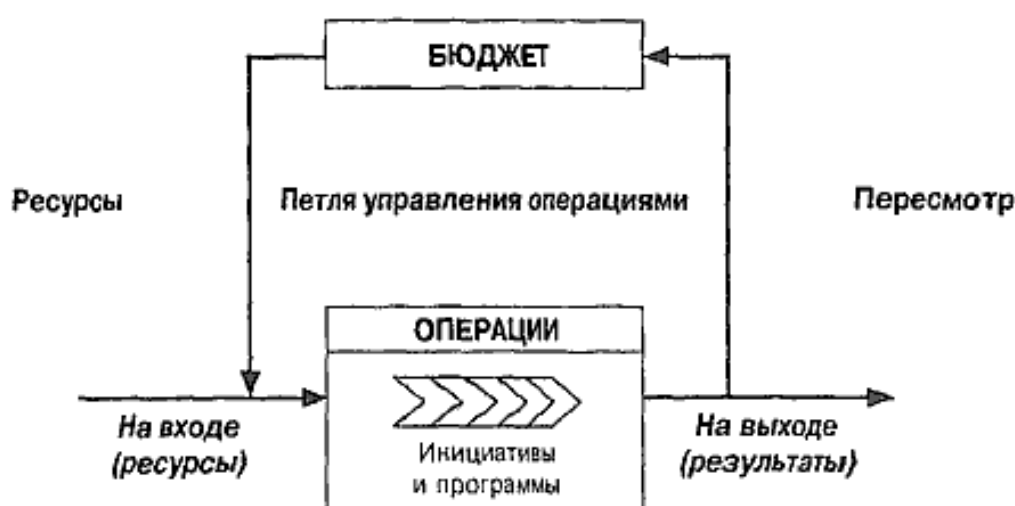 БЮДЖЕТ
Ресурсы
Петля управления операциями
Пересмотр
ОПЕРАЦИИ
На входе
(ресурсы)
Инициативы
и программы
На выходе
(результаты)